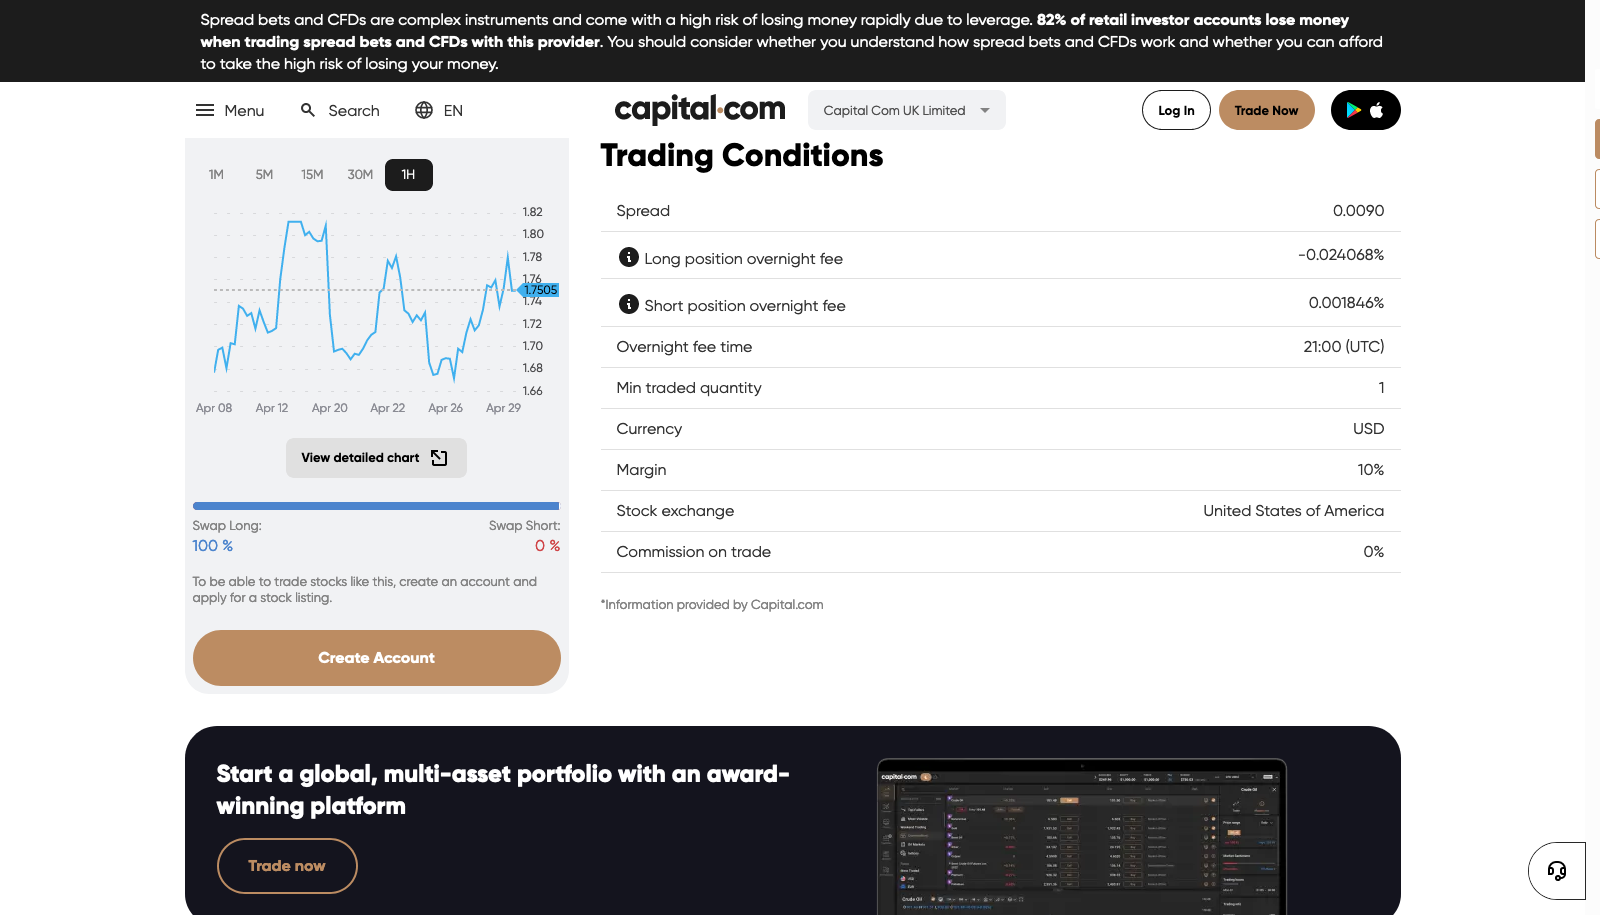 Spread bets and CFDs are complex instruments and come with a high risk of losing money rapidly due to leverage. 82% of retail investor accounts lose money
when trading spread bets and CFDs with this provider. You should consider whether you understand how spread bets and CFDs work and whether you can afford
to take the high risk of losing your money.
Menu
Search
EN
capital.com
Capital Com UK Limited
Log In
Trade Now
1M 5M 15M 30M 1H
1.82
1.80
1.78
1.76
1.7505
1.74
1.72
1.70
1.68
1.66
Apr 08 Apr 12 Apr 20 Apr 22 Apr 26 Apr 29
View detailed chart
Swap Long: Swap Short:
100 % 0 %
To be able to trade stocks like this, create an account and
apply for a stock listing.
Create Account
Trading Conditions
Spread 0.0090
Long position overnight fee -0.024068%
Short position overnight fee 0.001846%
Overnight fee time 21:00 (UTC)
Min traded quantity 1
Currency USD
Margin 10%
Stock exchange United States of America
Commission on trade 0%
*Information provided by Capital.com
Start a global, multi-asset portfolio with an award-
winning platform
Trade now
capital.com
Crude Oil
Crude Oil